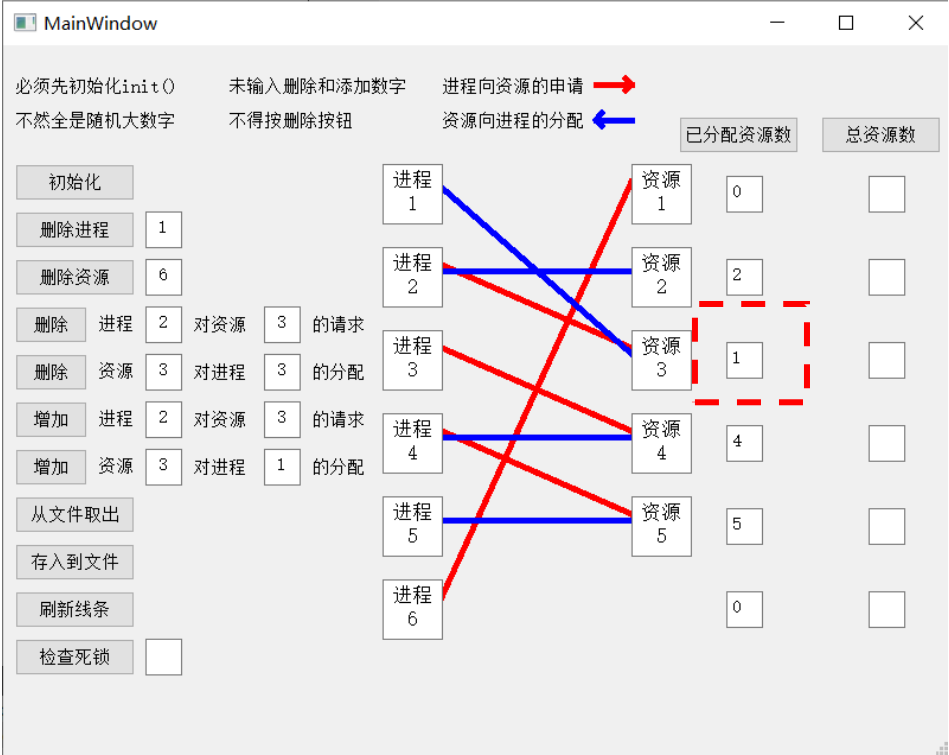 MainWindow
必须先初始化init() 未输入删除和添加数字 进程向资源的申请
不然全是随机大数字 不得按删除按钮 资源向进程的分配
已分配资源数 总资源数
初始化
删除进程 1
删除资源 6
删除 进程 2 对资源 3 的请求
删除 资源 3 对进程 3 的分配
增加 进程 2 对资源 3 的请求
增加 资源 3 对进程 1 的分配
从文件取出
存入到文件
刷新线条
检查死锁
进程
1
进程
2
进程
3
进程
4
进程
5
进程
6
资源
1
资源
2
资源
3
资源
4
资源
5
0
2
1
4
5
0